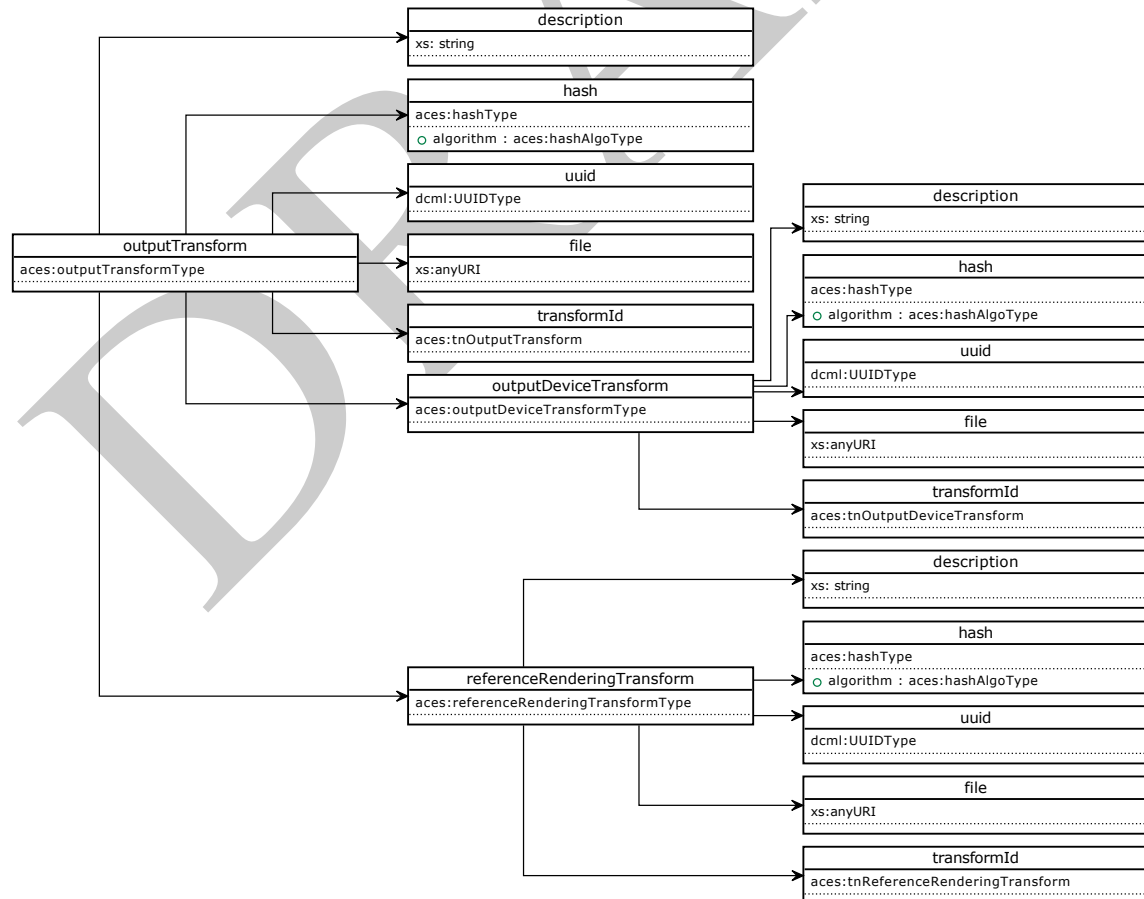 description
xs: string
hash
aces:hashType
algorithm : aces:hashAlgoType
uuid
dcml:UUIDType
outputTransform
aces:outputTransformType
file
xs:anyURI
transformId
aces:tnOutputTransform
outputDeviceTransform
aces:outputDeviceTransformType
description
xs: string
hash
aces:hashType
algorithm : aces:hashAlgoType
uuid
dcml:UUIDType
file
xs:anyURI
transformId
aces:tnOutputDeviceTransform
referenceRenderingTransform
aces:referenceRenderingTransformType
description
xs: string
hash
aces:hashType
algorithm : aces:hashAlgoType
uuid
dcml:UUIDType
file
xs:anyURI
transformId
aces:tnReferenceRenderingTransform